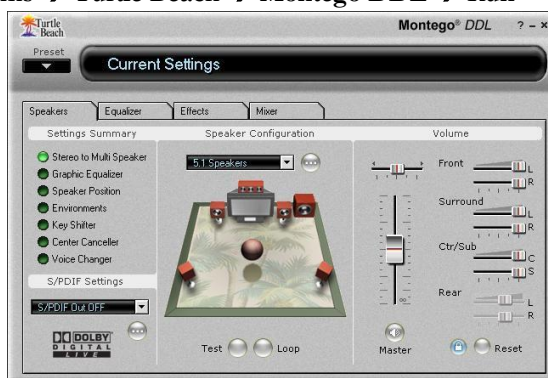 Turtle Beach
Montego® DDL
? – ×
Preset
Current Settings
Speakers
Equalizer
Effects
Mixer
Settings Summary
Speaker Configuration
Volume
Stereo to Multi Speaker
Graphic Equalizer
Speaker Position
Environments
Key Shifter
Center Canceller
Voice Changer
5.1 Speakers
Front
L
R
Surround
L
R
Ctr/Sub
C
S
Rear
L
R
S/PDIF Settings
S/PDIF Out OFF
DOLBY
DIGITAL
LIVE
Test
Loop
Master
Reset